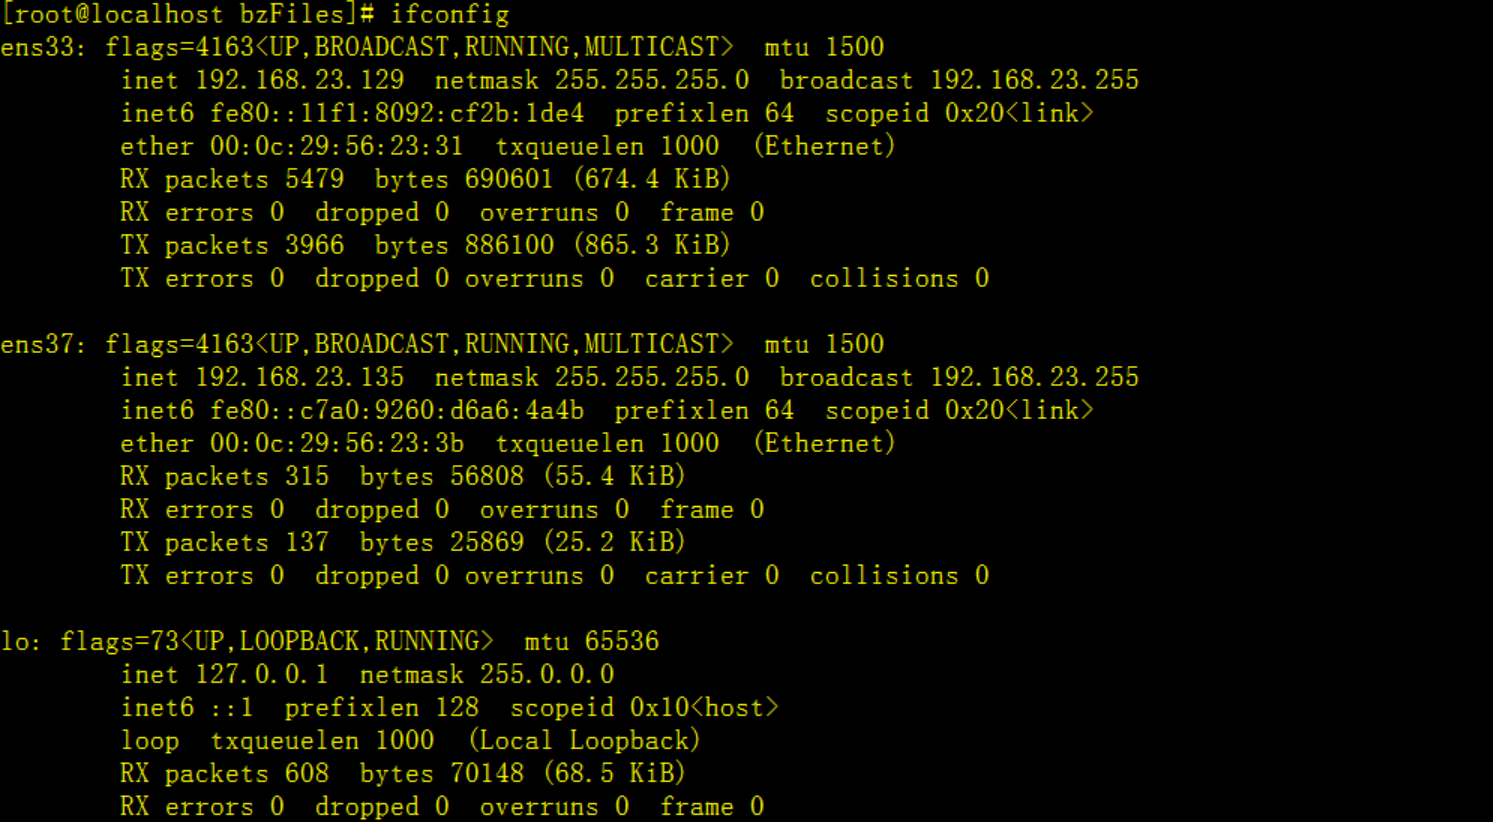 [root@localhost bzFiles]# ifconfig
ens33: flags=4163<UP,BROADCAST,RUNNING,MULTICAST>  mtu 1500
        inet 192.168.23.129  netmask 255.255.255.0  broadcast 192.168.23.255
        inet6 fe80::11f1:8092:cf2b:1de4  prefixlen 64  scopeid 0x20<link>
        ether 00:0c:29:56:23:31  txqueuelen 1000  (Ethernet)
        RX packets 5479  bytes 690601 (674.4 KiB)
        RX errors 0  dropped 0  overruns 0  frame 0
        TX packets 3966  bytes 886100 (865.3 KiB)
        TX errors 0  dropped 0 overruns 0  carrier 0  collisions 0

ens37: flags=4163<UP,BROADCAST,RUNNING,MULTICAST>  mtu 1500
        inet 192.168.23.135  netmask 255.255.255.0  broadcast 192.168.23.255
        inet6 fe80::c7a0:9260:d6a6:4a4b  prefixlen 64  scopeid 0x20<link>
        ether 00:0c:29:56:23:3b  txqueuelen 1000  (Ethernet)
        RX packets 315  bytes 56808 (55.4 KiB)
        RX errors 0  dropped 0  overruns 0  frame 0
        TX packets 137  bytes 25869 (25.2 KiB)
        TX errors 0  dropped 0 overruns 0  carrier 0  collisions 0

lo: flags=73<UP,LOOPBACK,RUNNING>  mtu 65536
        inet 127.0.0.1  netmask 255.0.0.0
        inet6 ::1  prefixlen 128  scopeid 0x10<host>
        loop  txqueuelen 1000  (Local Loopback)
        RX packets 608  bytes 70148 (68.5 KiB)
        RX errors 0  dropped 0  overruns 0  frame 0